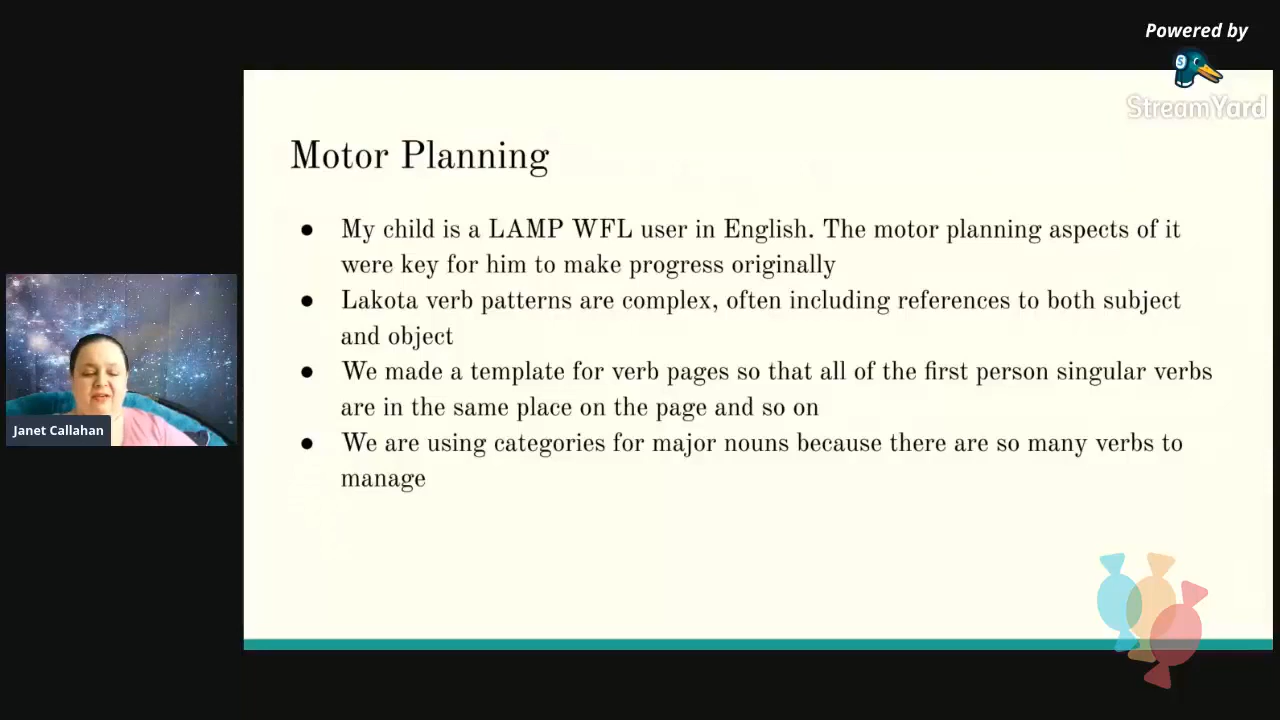 Powered by
StreamYard
Motor Planning
● My child is a LAMP WFL user in English. The motor planning aspects of it
were key for him to make progress originally
● Lakota verb patterns are complex, often including references to both subject
and object
● We made a template for verb pages so that all of the first person singular verbs
are in the same place on the page and so on
● We are using categories for major nouns because there are so many verbs to
manage
Janet Callahan